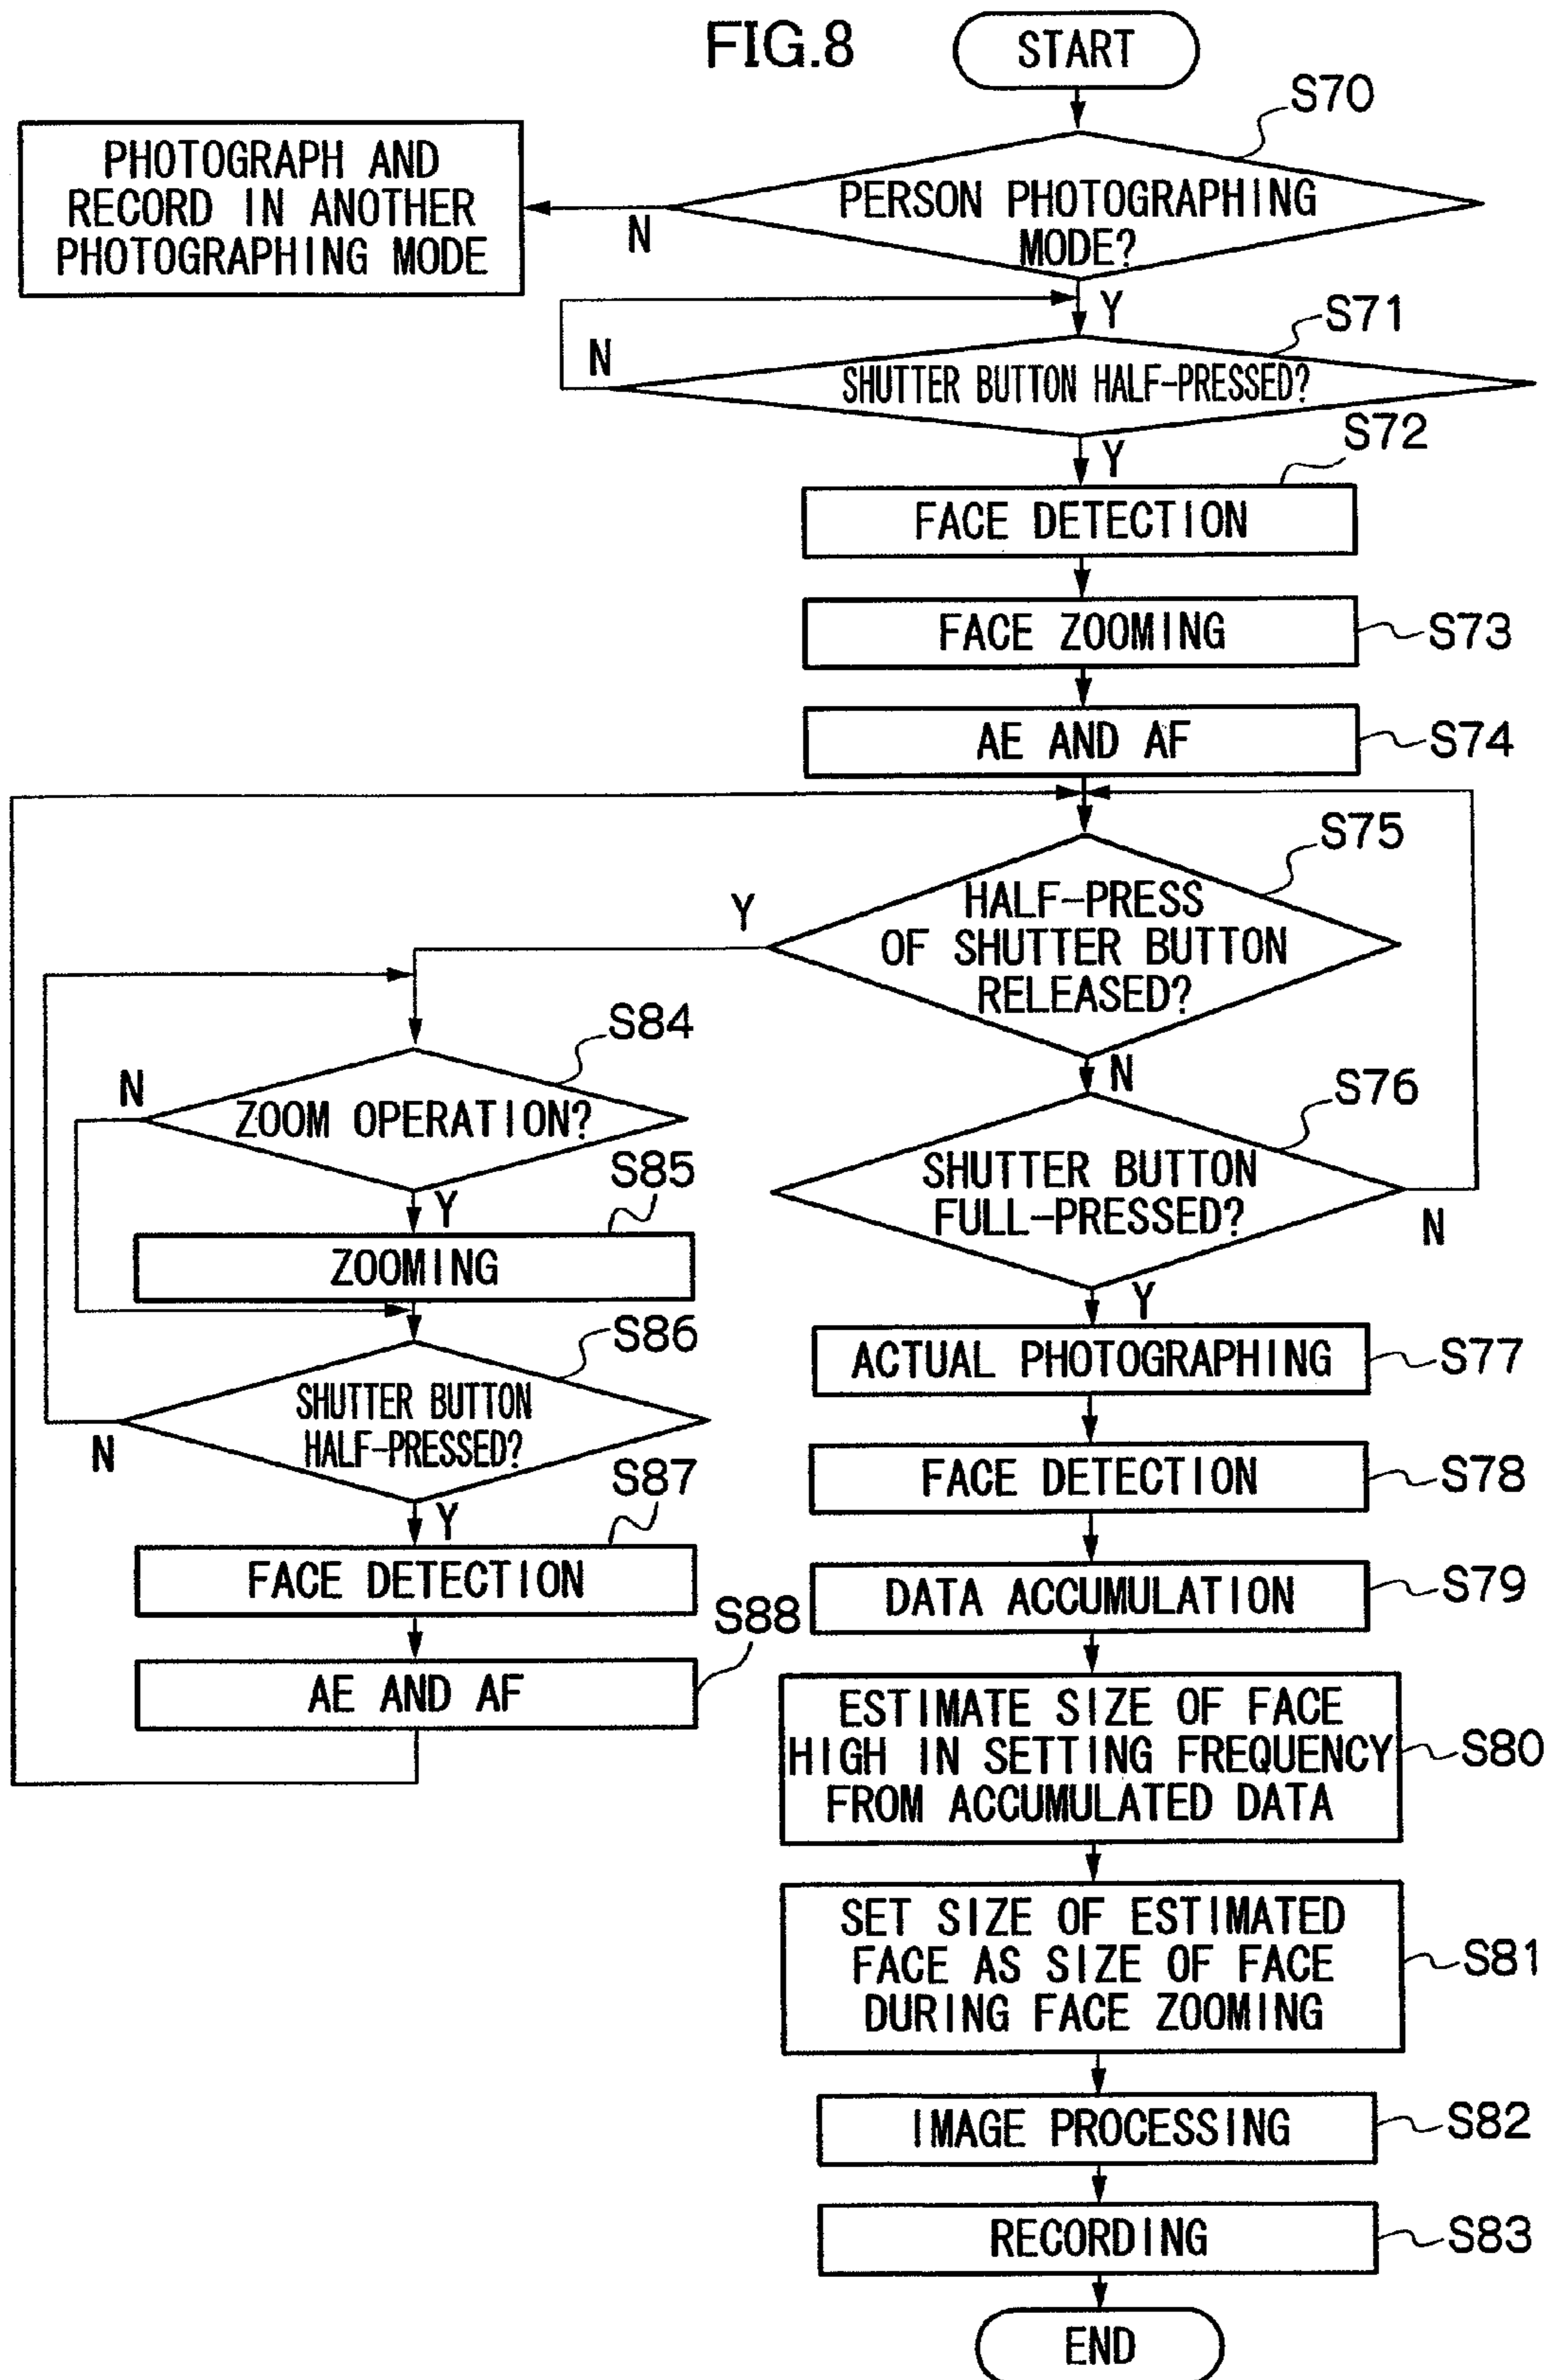 FIG.8
START
S70
PERSON PHOTOGRAPHING
MODE?
N
PHOTOGRAPH AND
RECORD IN ANOTHER
PHOTOGRAPHING MODE
Y
S71
N
SHUTTER BUTTON HALF-PRESSED?
Y
S72
FACE DETECTION
FACE ZOOMING
S73
AE AND AF
S74
S75
HALF-PRESS
OF SHUTTER BUTTON
RELEASED?
Y
N
S76
SHUTTER BUTTON
FULL-PRESSED?
N
Y
S84
N
ZOOM OPERATION?
Y
S85
ZOOMING
S86
SHUTTER BUTTON
HALF-PRESSED?
N
Y
S87
FACE DETECTION
S88
AE AND AF
ACTUAL PHOTOGRAPHING
S77
FACE DETECTION
S78
DATA ACCUMULATION
S79
ESTIMATE SIZE OF FACE
HIGH IN SETTING FREQUENCY
FROM ACCUMULATED DATA
S80
SET SIZE OF ESTIMATED
FACE AS SIZE OF FACE
DURING FACE ZOOMING
S81
IMAGE PROCESSING
S82
RECORDING
S83
END